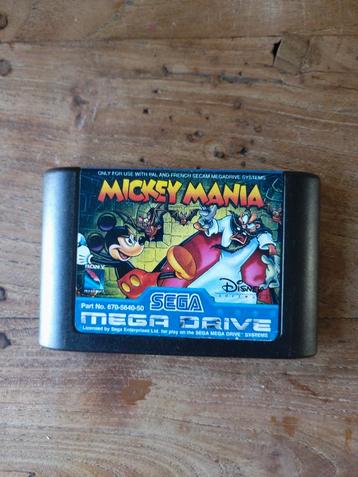 ONLY FOR USE WITH PAL AND FRENCH SECAM MEGADRIVE SYSTEMS
MICKEY MANIA
SONY
Disney
SOFTWARE
SEGA
Part No. 670-5640-50
MEGA DRIVE
Licensed by Sega Enterprises Ltd. for play on the SEGA MEGA DRIVE SYSTEMS